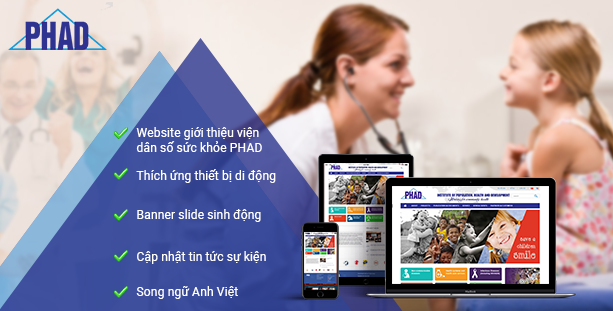 PHAD
Website giới thiệu viện
dân số sức khỏe PHAD
Thích ứng thiết bị di động
Banner slide sinh động
Cập nhật tin tức sự kiện
Song ngữ Anh Việt
PHAD
INSTITUTE OF POPULATION, HEALTH AND DEVELOPMENT
save a
children
smile